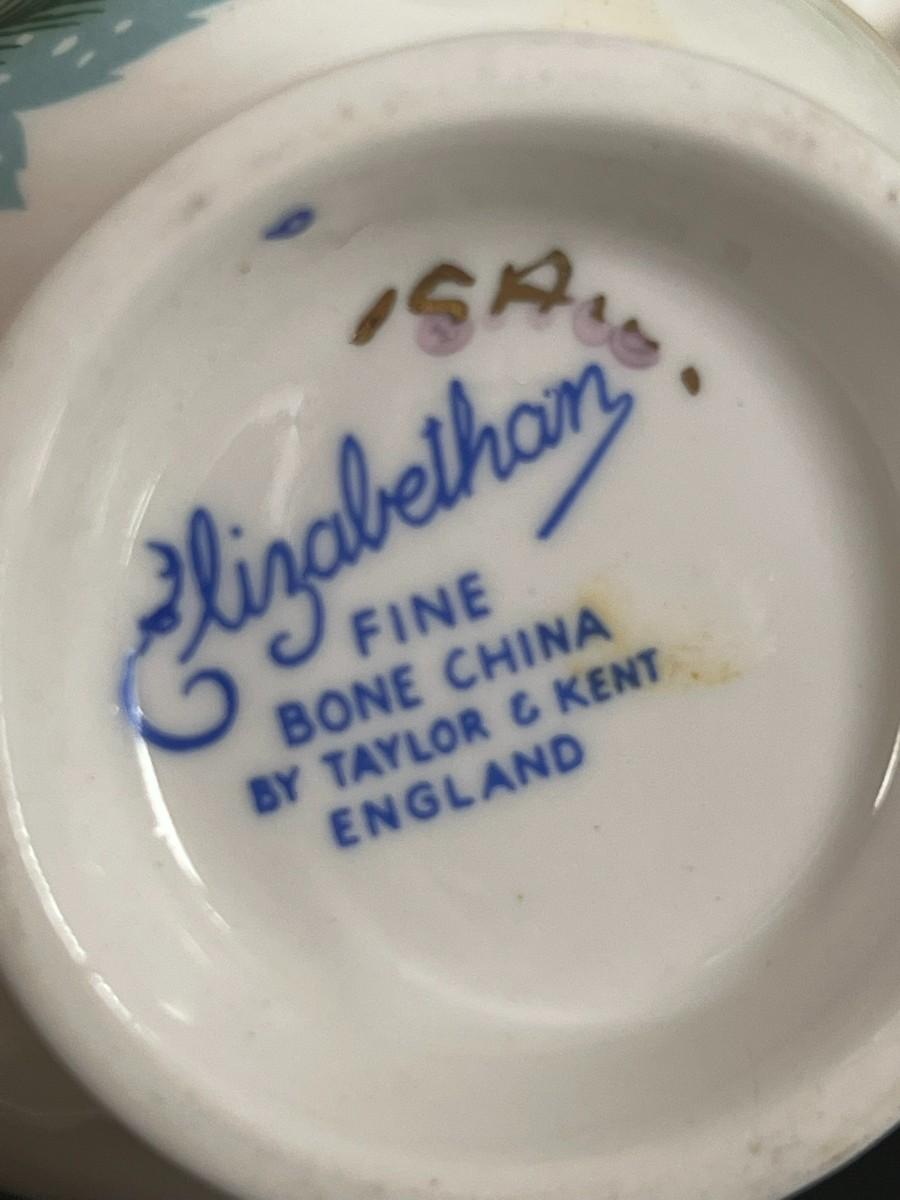 Elizabethan
FINE
BONE CHINA
BY TAYLOR & KENT
ENGLAND